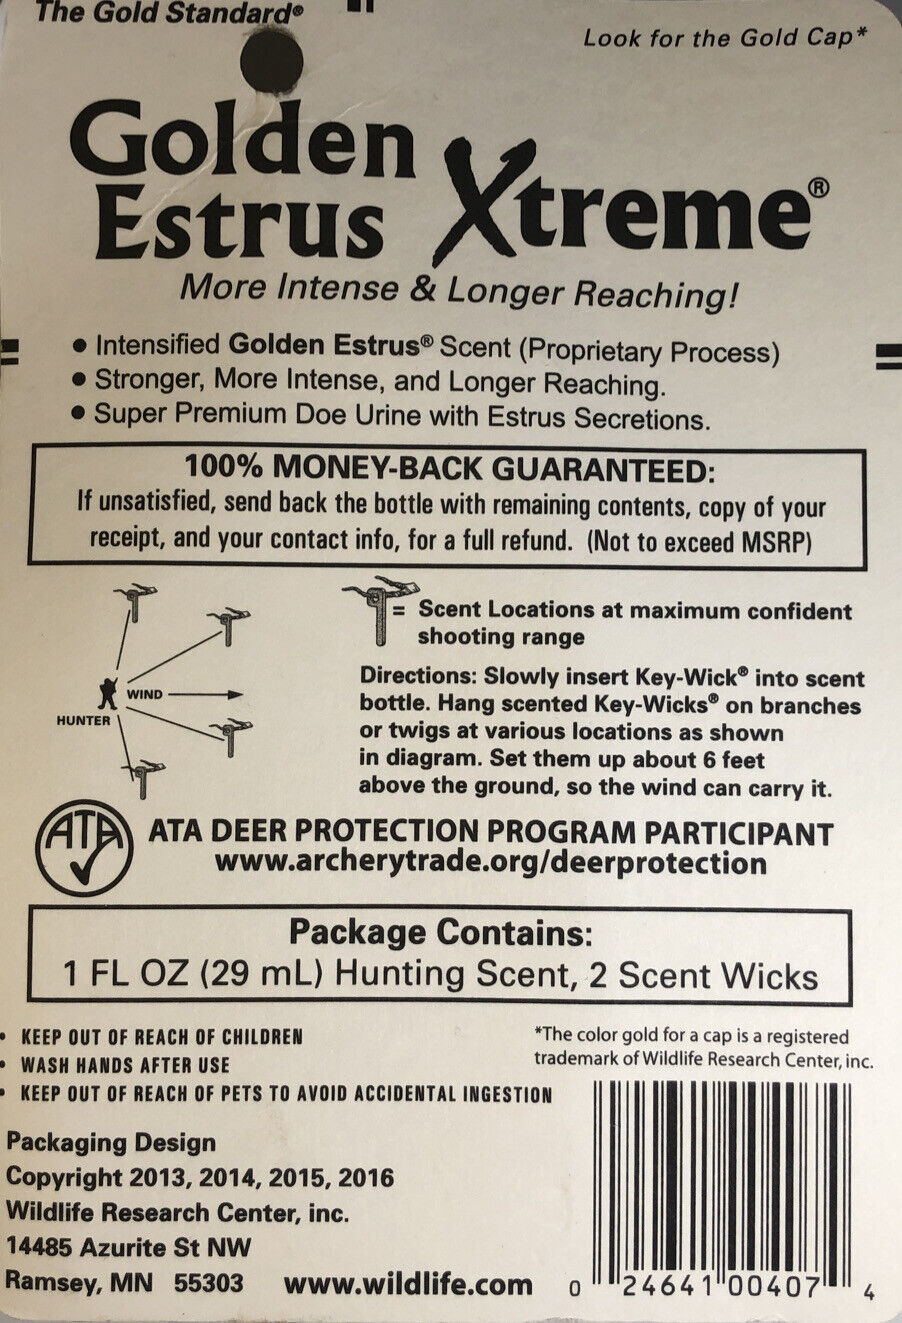 The Gold Standard®
Look for the Gold Cap*
Golden
Estrus Xtreme®
More Intense & Longer Reaching!
• Intensified Golden Estrus® Scent (Proprietary Process)
• Stronger, More Intense, and Longer Reaching.
• Super Premium Doe Urine with Estrus Secretions.
100% MONEY-BACK GUARANTEED:
If unsatisfied, send back the bottle with remaining contents, copy of your
receipt, and your contact info, for a full refund. (Not to exceed MSRP)
= Scent Locations at maximum confident
shooting range
WIND
HUNTER
Directions: Slowly insert Key-Wick® into scent
bottle. Hang scented Key-Wicks® on branches
or twigs at various locations as shown
in diagram. Set them up about 6 feet
above the ground, so the wind can carry it.
ATA
ATA DEER PROTECTION PROGRAM PARTICIPANT
www.archerytrade.org/deerprotection
Package Contains:
1 FL OZ (29 mL) Hunting Scent, 2 Scent Wicks
• KEEP OUT OF REACH OF CHILDREN
• WASH HANDS AFTER USE
• KEEP OUT OF REACH OF PETS TO AVOID ACCIDENTAL INGESTION
*The color gold for a cap is a registered
trademark of Wildlife Research Center, inc.
Packaging Design
Copyright 2013, 2014, 2015, 2016
Wildlife Research Center, inc.
14485 Azurite St NW
Ramsey, MN 55303 www.wildlife.com
0 24641 00407 4